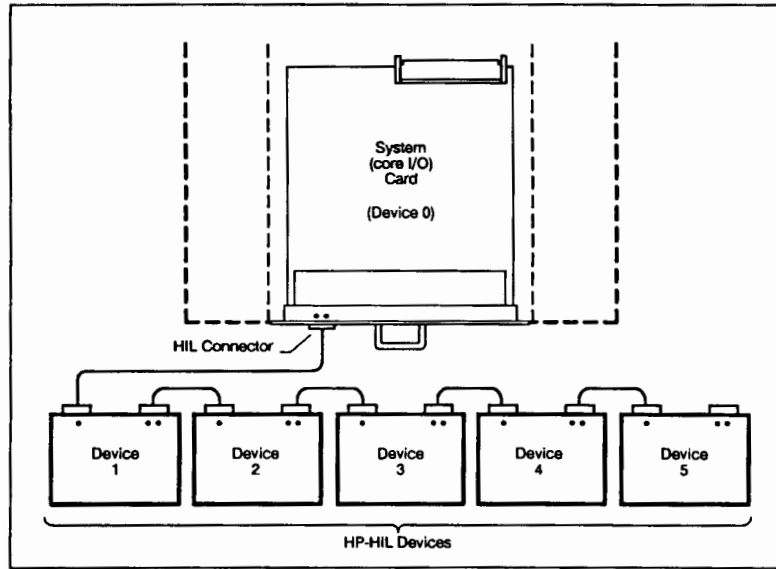 System
(core I/O)
Card
(Device 0)
HIL Connector
Device
1
Device
2
Device
3
Device
4
Device
5
HP-HIL Devices